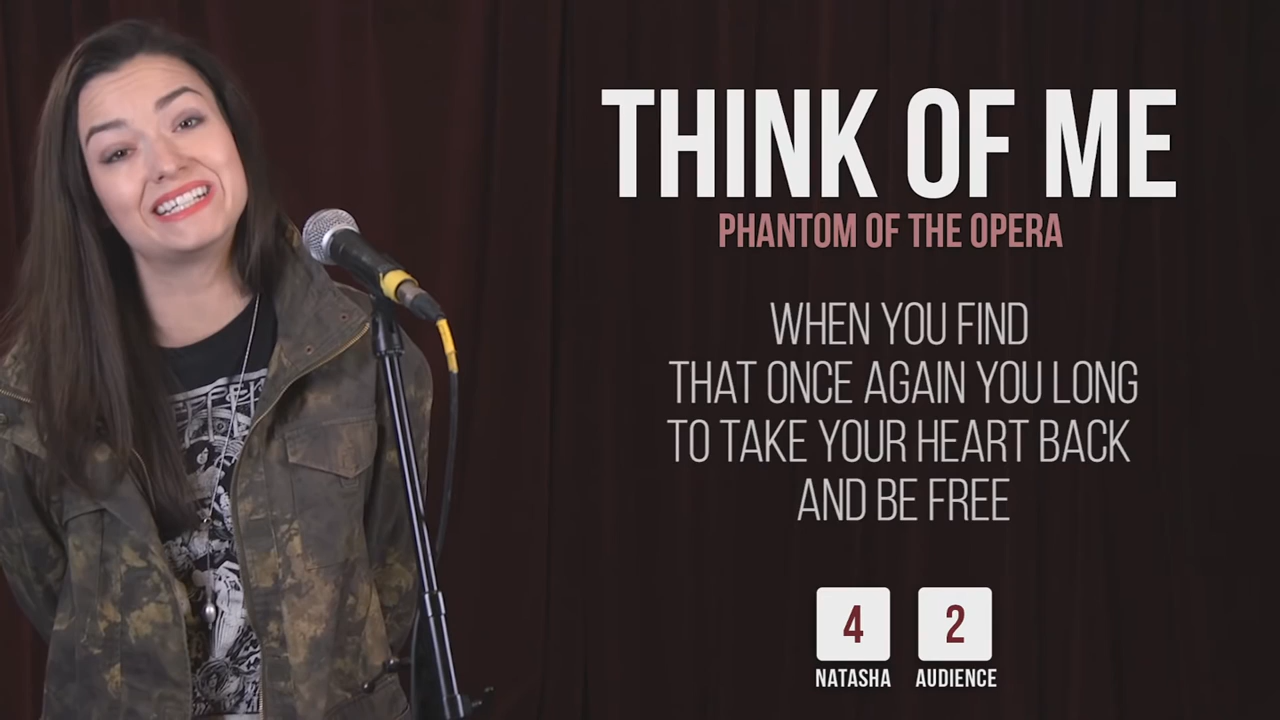 THINK OF ME
PHANTOM OF THE OPERA
WHEN YOU FIND
THAT ONCE AGAIN YOU LONG
TO TAKE YOUR HEART BACK
AND BE FREE
4 2
NATASHA AUDIENCE